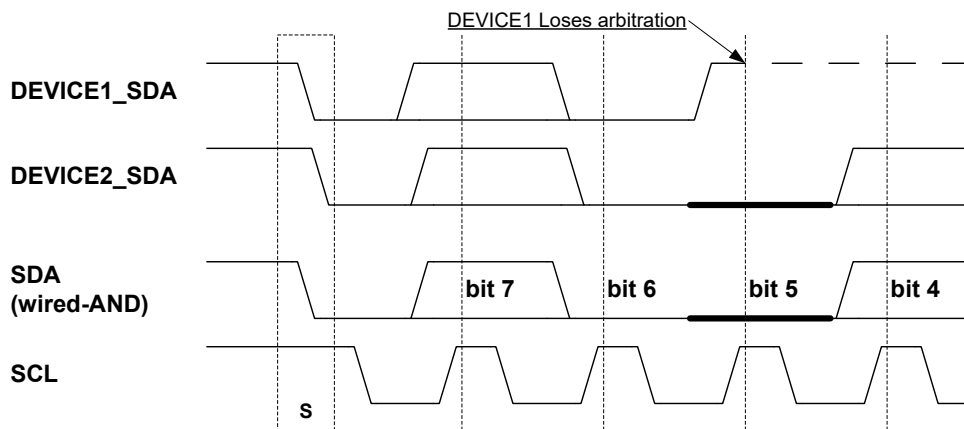 DEVICE1 Loses arbitration
DEVICE1_SDA
DEVICE2_SDA
SDA
(wired-AND)
bit 7 bit 6 bit 5 bit 4
SCL
S